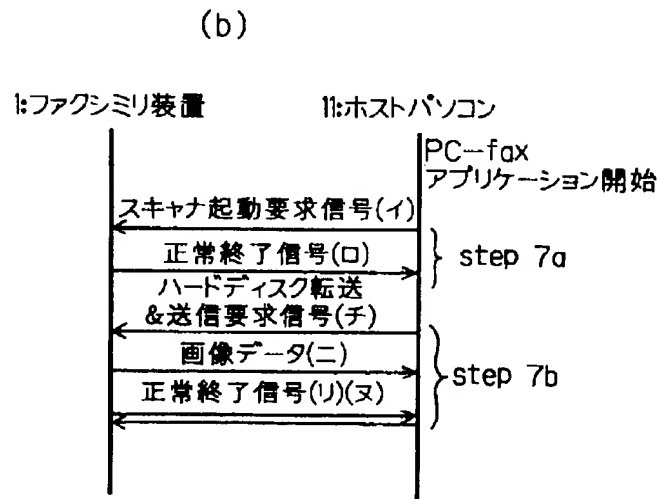 (b)
1:ファクシミリ装置
11:ホストパソコン
PC-fax
アプリケーション開始
スキャナ起動要求信号(イ)
正常終了信号(ロ)
step 7a
ハードディスク転送
&送信要求信号(チ)
画像データ(ニ)
step 7b
正常終了信号(リ)(ヌ)